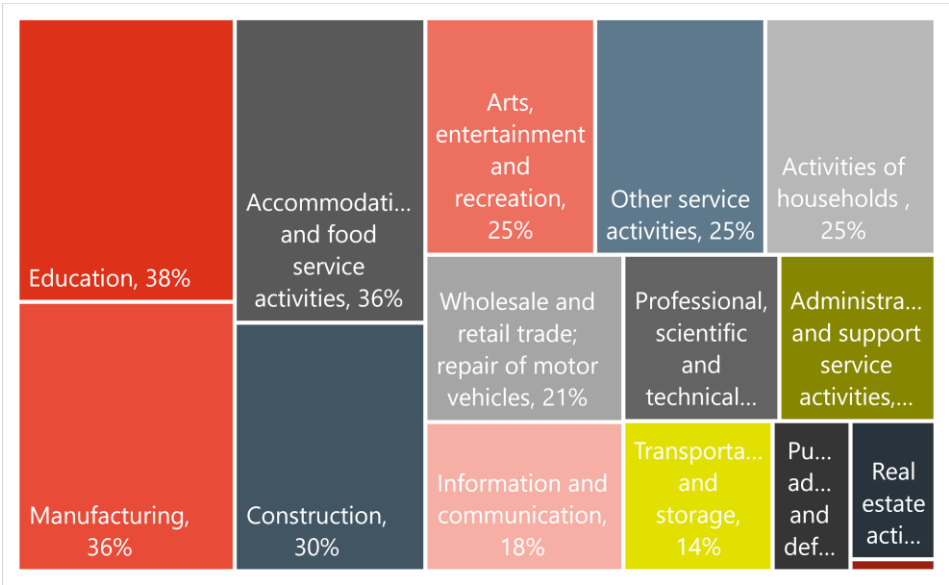 Education, 38%
Manufacturing,
36%
Accommodati...
and food
service
activities, 36%
Construction,
30%
Arts,
entertainment
and
recreation,
25%
Other service
activities, 25%
Activities of
households ,
25%
Wholesale and
retail trade;
repair of motor
vehicles, 21%
Professional,
scientific
and
technical...
Administra...
and support
service
activities,...
Information and
communication,
18%
Transporta...
and
storage,
14%
Pu...
ad...
and
def...
Real
estate
acti...